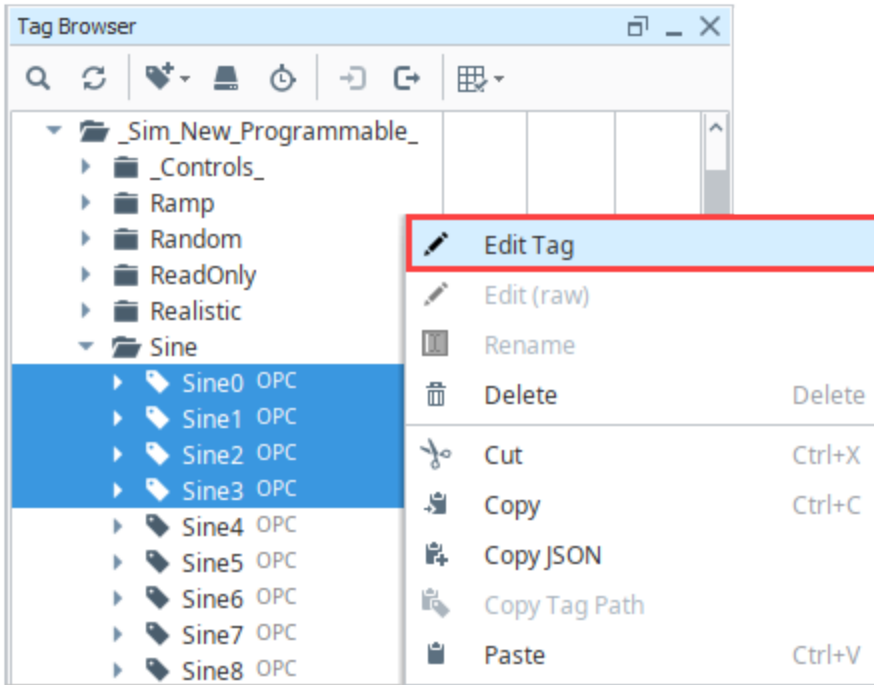 Tag Browser
_Sim_New_Programmable_
_Controls_
Ramp
Random
ReadOnly
Realistic
Sine
Sine0 OPC
Sine1 OPC
Sine2 OPC
Sine3 OPC
Sine4 OPC
Sine5 OPC
Sine6 OPC
Sine7 OPC
Sine8 OPC
Edit Tag
Edit (raw)
Rename
Delete Delete
Cut Ctrl+X
Copy Ctrl+C
Copy JSON
Copy Tag Path
Paste Ctrl+V